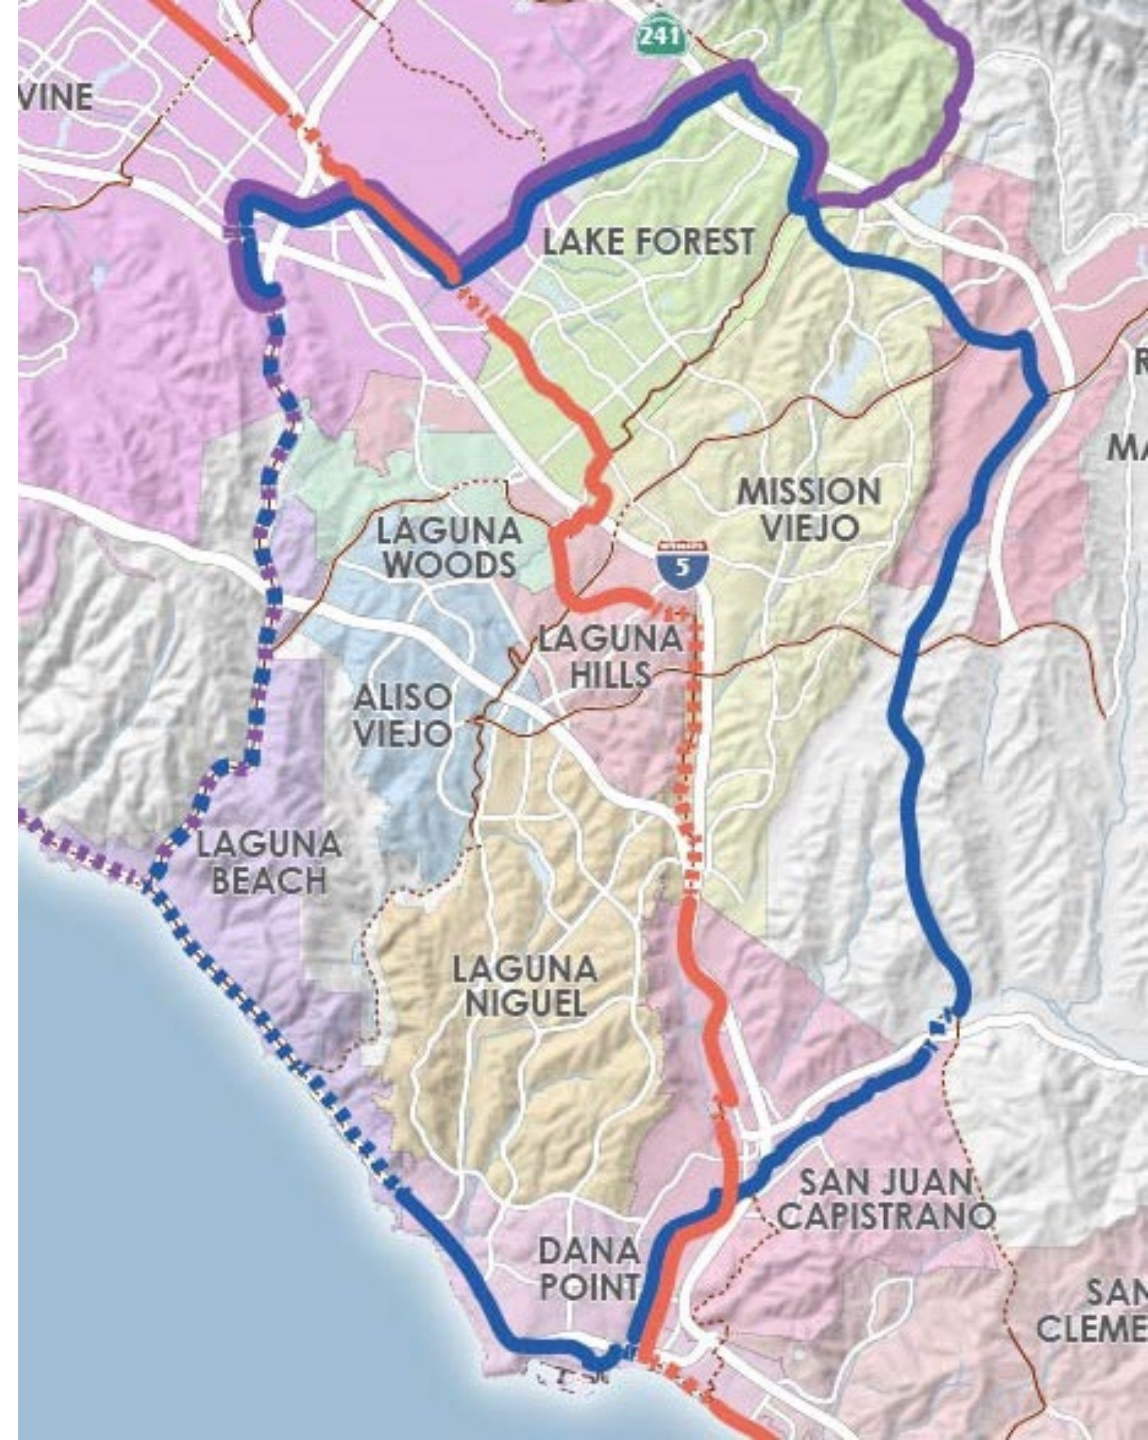 241
VINE
LAKE FOREST
R
MA
MISSION
VIEJO
LAGUNA
WOODS
5
LAGUNA
HILLS
ALISO
VIEJO
LAGUNA
BEACH
LAGUNA
NIGUEL
SAN JUAN
CAPISTRANO
DANA
POINT
SAN
CLEME